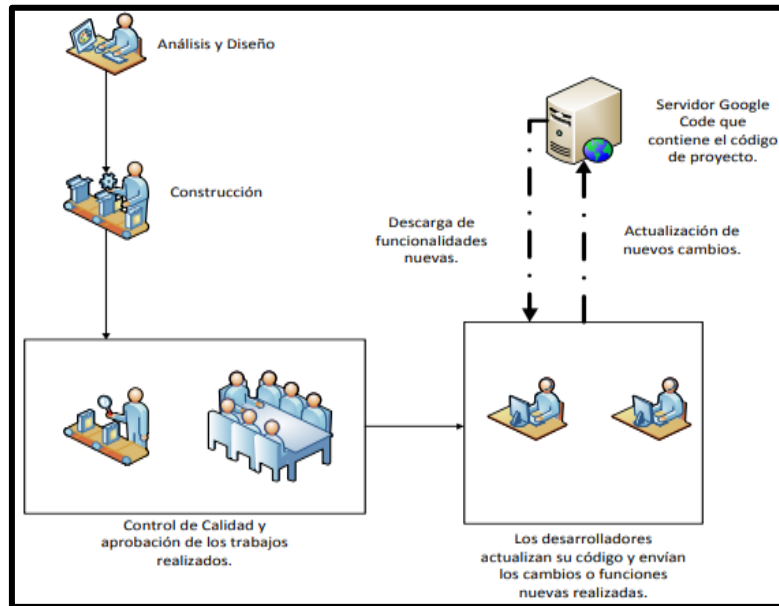 Análisis y Diseño
Servidor Google
Code que
contiene el código
de proyecto.
Construcción
Descarga de
funcionalidades
nuevas.
Actualización de
nuevos cambios.
Control de Calidad y
aprobación de los trabajos
realizados.
Los desarrolladores
actualizan su código y envían
los cambios o funciones
nuevas realizadas.